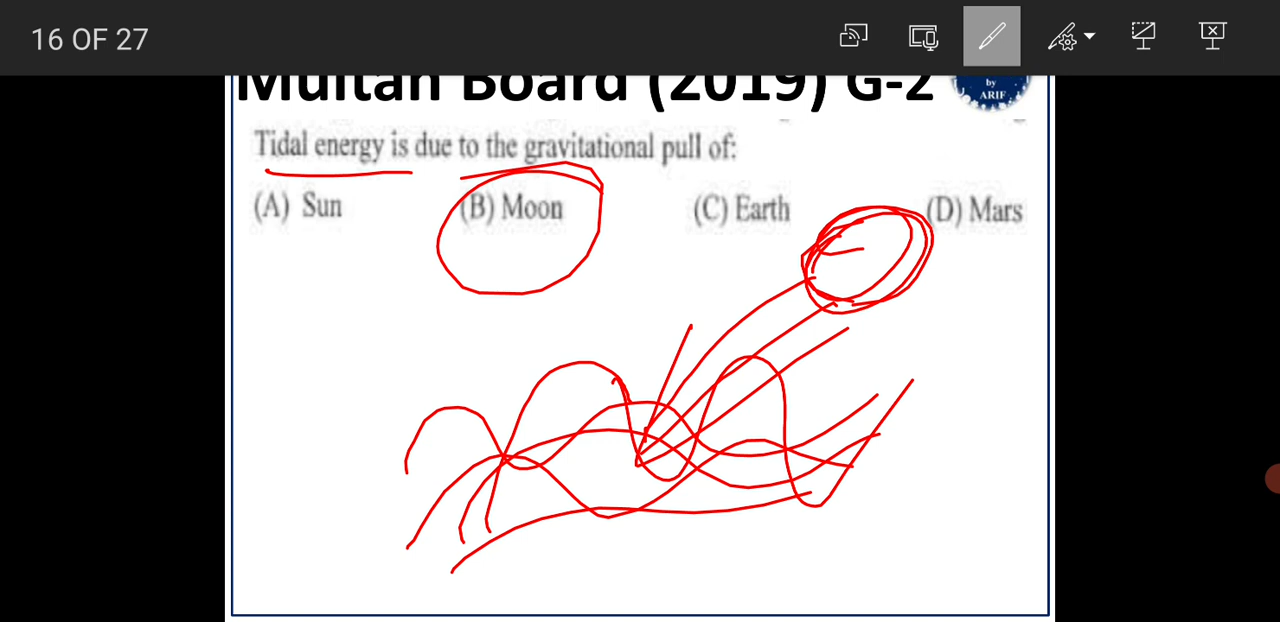 16 OF 27
Multan Board (2019) G-2
by
ARIF
Tidal energy is due to the gravitational pull of:
(A) Sun (B) Moon (C) Earth (D) Mars